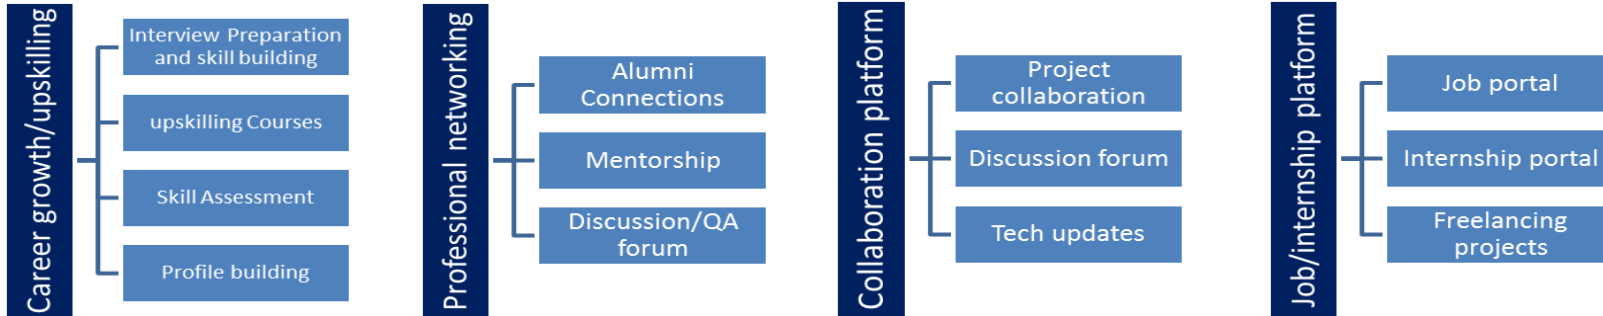 Career growth/upskilling
Interview Preparation
and skill building
upskilling Courses
Skill Assessment
Profile building
Professional networking
Alumni
Connections
Mentorship
Discussion/QA
forum
Collaboration platform
Project
collaboration
Discussion forum
Tech updates
Job/internship platform
Job portal
Internship portal
Freelancing
projects